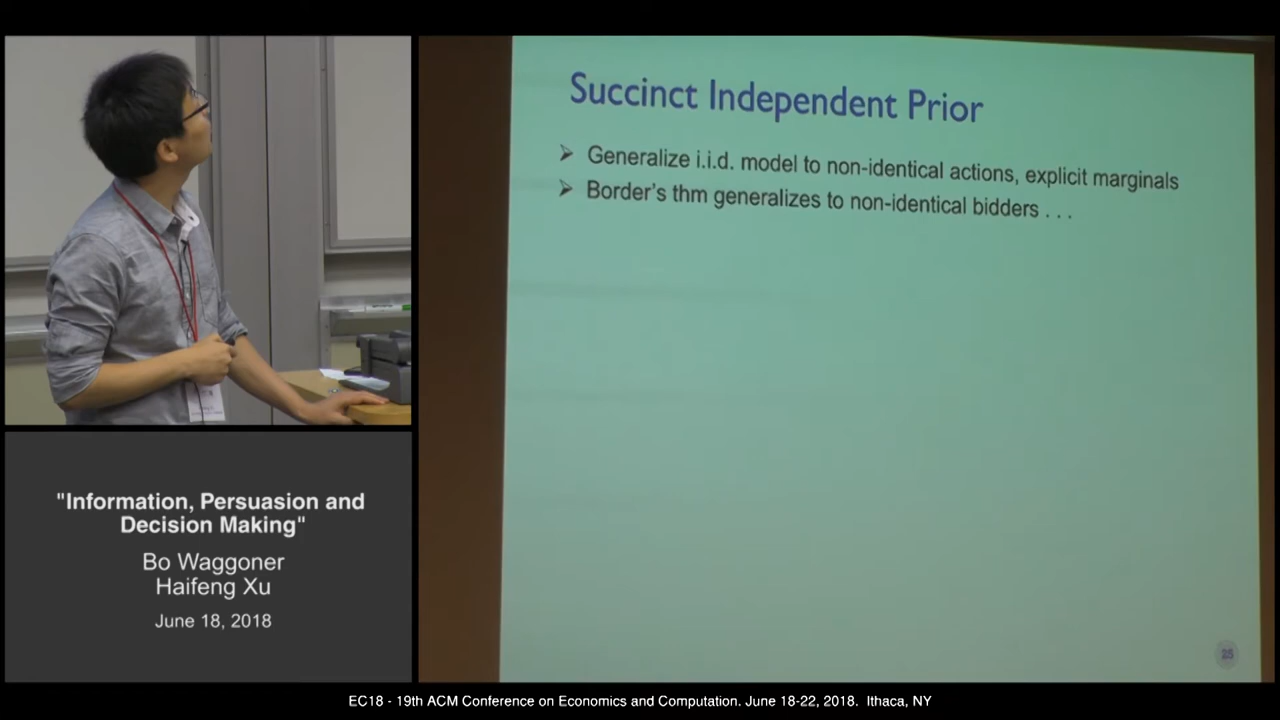 Succinct Independent Prior
➢ Generalize i.i.d. model to non-identical actions, explicit marginals
➢ Border's thm generalizes to non-identical bidders . . .
25
"Information, Persuasion and
Decision Making"
Bo Waggoner
Haifeng Xu
June 18, 2018
EC18 - 19th ACM Conference on Economics and Computation. June 18-22, 2018. Ithaca, NY